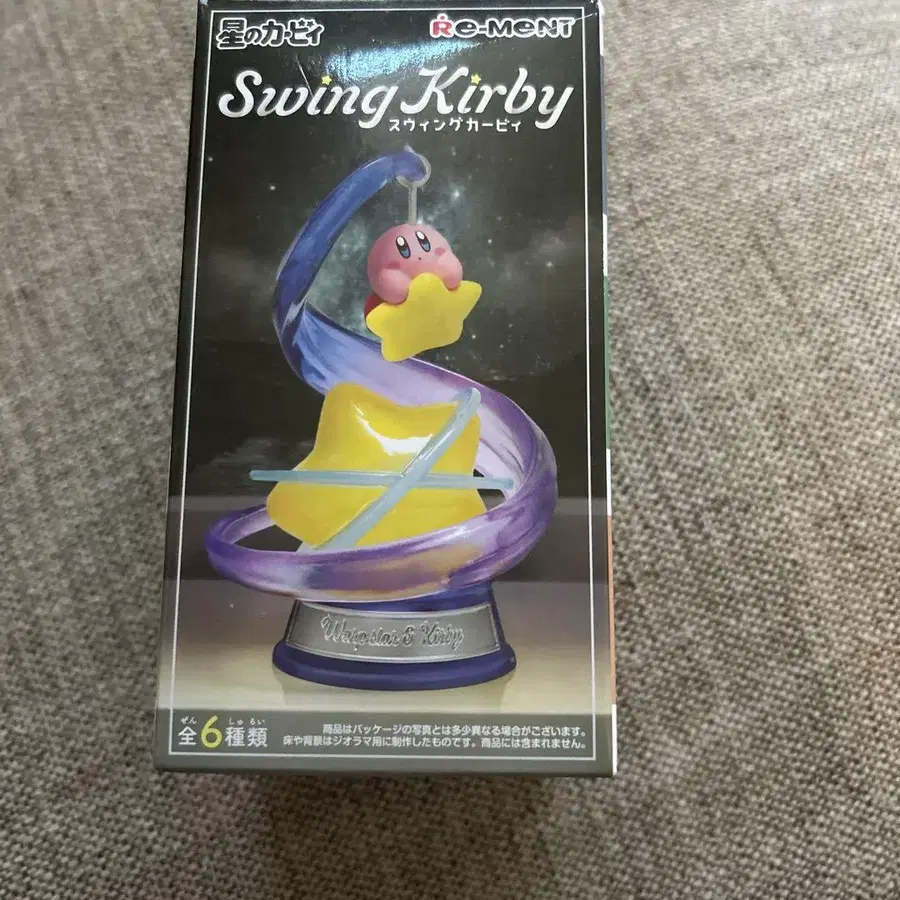 星のカービィ
Re-MeNT
Swing Kirby
スウィングカービィ
Warpstar & Kirby
ぜん しゅるい
全6種類
商品はパッケージの写真とは多少異なる場合がございます。
床や背景はジオラマ用に制作したものです。商品には含まれません。